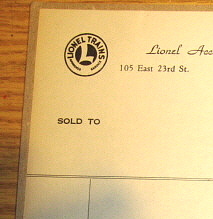 LIONEL TRAINS
L
Lionel Acc
105 East 23rd St.
SOLD TO